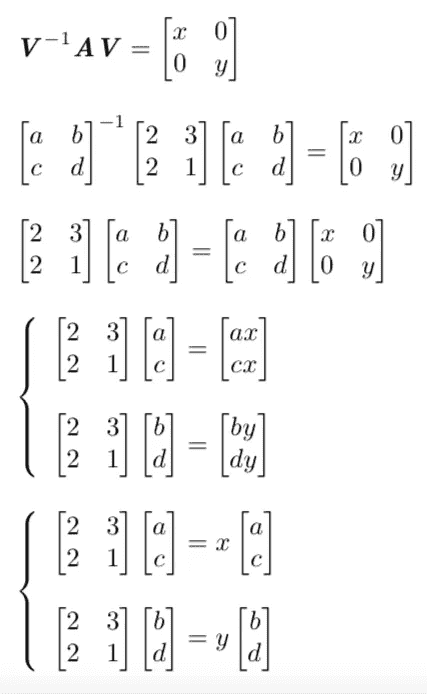 $\boldsymbol{V}^{-1}\boldsymbol{A}\boldsymbol{V} = \begin{bmatrix} x & 0 \\ 0 & y \end{bmatrix}$
$\begin{bmatrix} a & b \\ c & d \end{bmatrix}^{-1} \begin{bmatrix} 2 & 3 \\ 2 & 1 \end{bmatrix} \begin{bmatrix} a & b \\ c & d \end{bmatrix} = \begin{bmatrix} x & 0 \\ 0 & y \end{bmatrix}$
$\begin{bmatrix} 2 & 3 \\ 2 & 1 \end{bmatrix} \begin{bmatrix} a & b \\ c & d \end{bmatrix} = \begin{bmatrix} a & b \\ c & d \end{bmatrix} \begin{bmatrix} x & 0 \\ 0 & y \end{bmatrix}$
$\begin{cases} \begin{bmatrix} 2 & 3 \\ 2 & 1 \end{bmatrix} \begin{bmatrix} a \\ c \end{bmatrix} = \begin{bmatrix} ax \\ cx \end{bmatrix} \\ \begin{bmatrix} 2 & 3 \\ 2 & 1 \end{bmatrix} \begin{bmatrix} b \\ d \end{bmatrix} = \begin{bmatrix} by \\ dy \end{bmatrix} \end{cases}$
$\begin{cases} \begin{bmatrix} 2 & 3 \\ 2 & 1 \end{bmatrix} \begin{bmatrix} a \\ c \end{bmatrix} = x \begin{bmatrix} a \\ c \end{bmatrix} \\ \begin{bmatrix} 2 & 3 \\ 2 & 1 \end{bmatrix} \begin{bmatrix} b \\ d \end{bmatrix} = y \begin{bmatrix} b \\ d \end{bmatrix} \end{cases}$